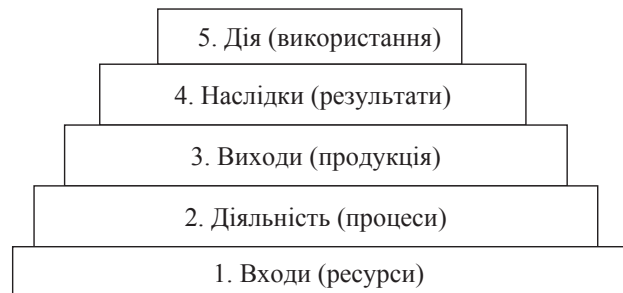 5. Дія (використання)
4. Наслідки (результати)
3. Виходи (продукція)
2. Діяльність (процеси)
1. Входи (ресурси)